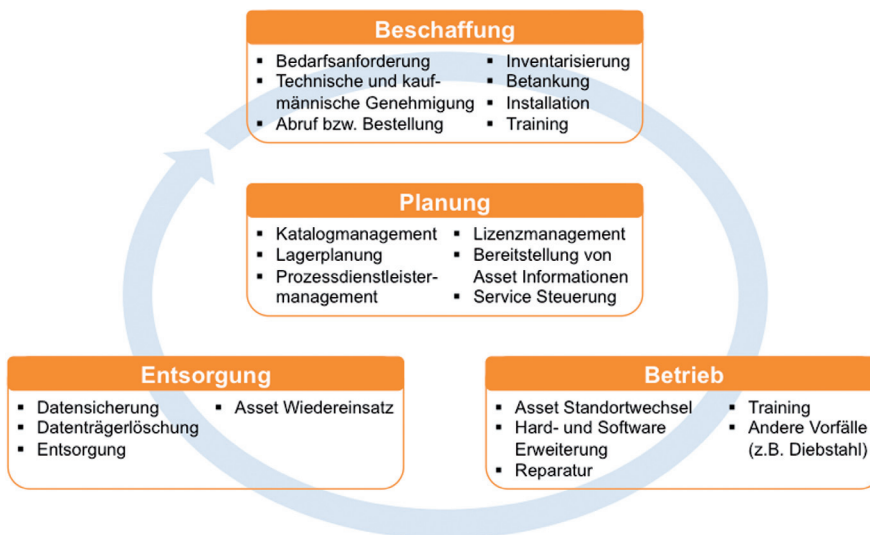 Beschaffung
▪ Bedarfsanforderung
▪ Technische und kauf-
männische Genehmigung
▪ Abruf bzw. Bestellung
▪ Inventarisierung
▪ Betankung
▪ Installation
▪ Training
Planung
▪ Katalogmanagement
▪ Lagerplanung
▪ Prozessdienstleister-
management
▪ Lizenzmanagement
▪ Bereitstellung von
Asset Informationen
▪ Service Steuerung
Entsorgung
▪ Datensicherung
▪ Datenträgerlöschung
▪ Entsorgung
▪ Asset Wiedereinsatz
Betrieb
▪ Asset Standortwechsel
▪ Hard- und Software
Erweiterung
▪ Reparatur
▪ Training
▪ Andere Vorfälle
(z.B. Diebstahl)